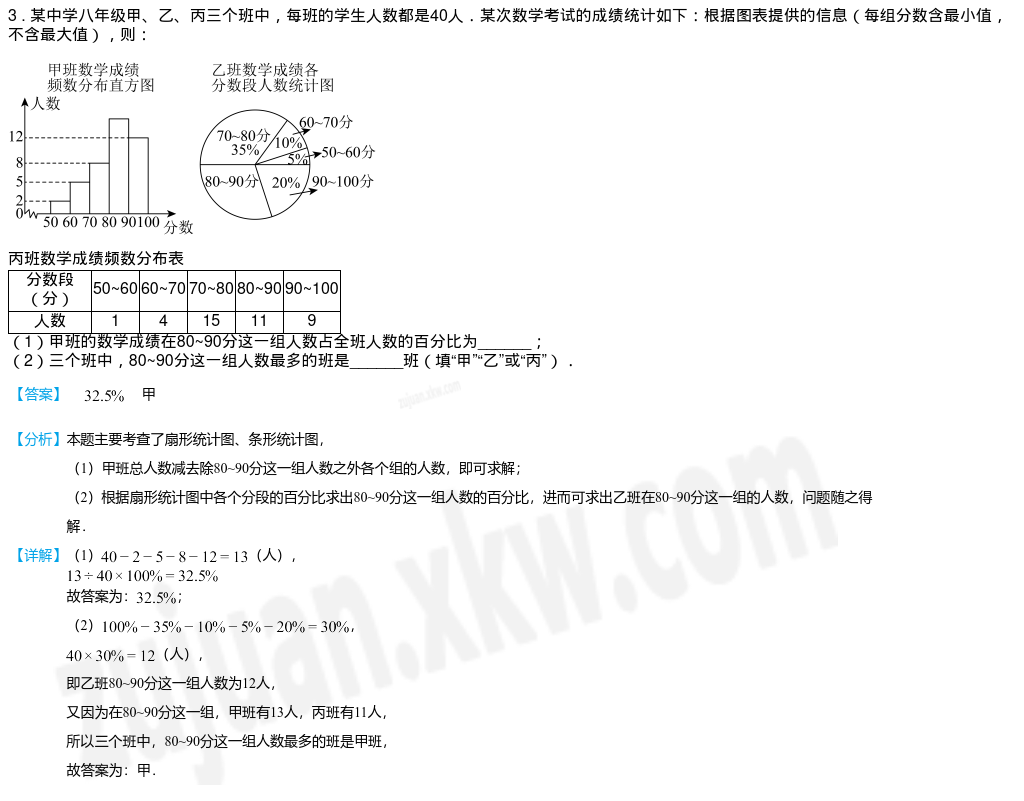 3．某中学八年级甲、乙、丙三个班中，每班的学生人数都是40人．某次数学考试的成绩统计如下：根据图表提供的信息（每组分数含最小值，
不含最大值），则：
甲班数学成绩
频数分布直方图
人数
12
8
5
2
0
50 60 70 80 90100
分数
乙班数学成绩各
分数段人数统计图
60~70分
70~80分
35%
10%
5%
50~60分
80~90分
20%
90~100分
丙班数学成绩频数分布表
分数段（分） 50~60 60~70 70~80 80~90 90~100
人数 1 4 15 11 9
（1）甲班的数学成绩在80~90分这一组人数占全班人数的百分比为______；
（2）三个班中，80~90分这一组人数最多的班是______班（填“甲”“乙”或“丙”）．
【答案】 32.5% 甲
zujuan.xkw.com
【分析】本题主要考查了扇形统计图、条形统计图，
（1）甲班总人数减去除80~90分这一组人数之外各个组的人数，即可求解；
（2）根据扇形统计图中各个分段的百分比求出80~90分这一组人数的百分比，进而可求出乙班在80~90分这一组的人数，问题随之得
解．
【详解】（1）40－2－5－8－12＝13（人），
13÷40×100%＝32.5%
故答案为：32.5%；
（2）100%－35%－10%－5%－20%＝30%，
40×30%＝12（人），
即乙班80~90分这一组人数为12人，
又因为在80~90分这一组，甲班有13人，丙班有11人，
所以三个班中，80~90分这一组人数最多的班是甲班，
故答案为：甲．
zujuan.xkw.com